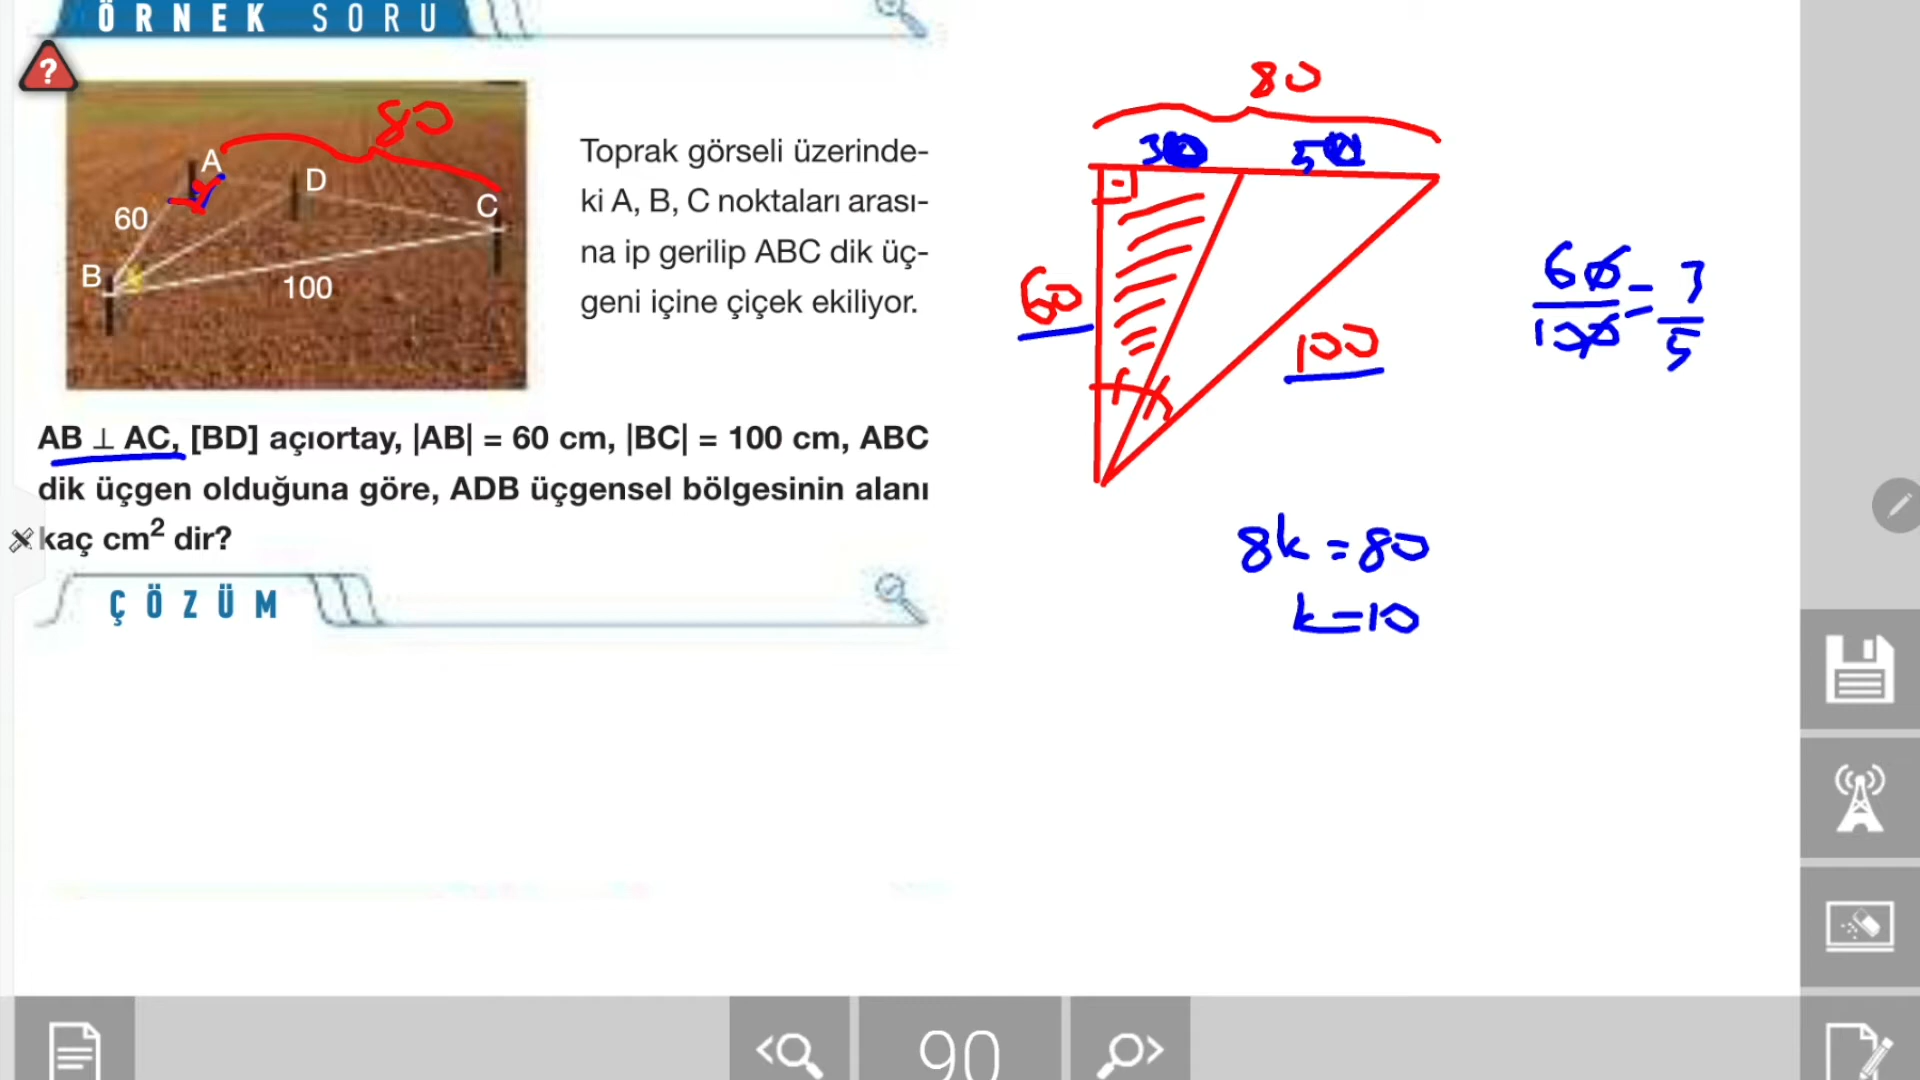 ÖRNEK SORU
?
80
A
D
C
60
B
100
Toprak görseli üzerinde-
ki A, B, C noktaları arası-
na ip gerilip ABC dik üç-
geni içine çiçek ekiliyor.
AB ⊥ AC, [BD] açıortay, |AB| = 60 cm, |BC| = 100 cm, ABC
dik üçgen olduğuna göre, ADB üçgensel bölgesinin alanı
kaç cm² dir?
ÇÖZÜM
80
60
100
60/100 = 3/5
8k = 80
k = 10
90